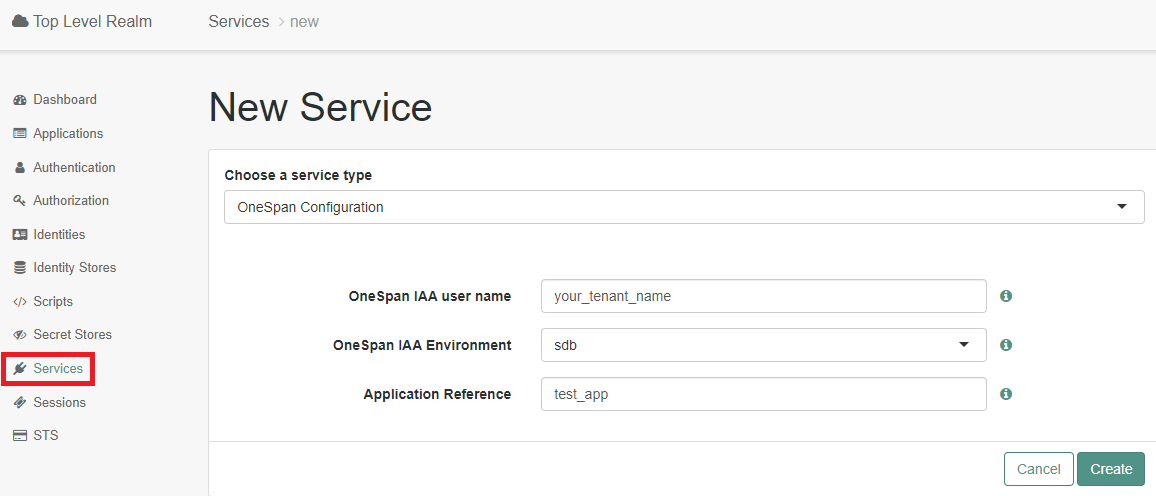 Top Level Realm
Services > new
Dashboard
Applications
Authentication
Authorization
Identities
Identity Stores
Scripts
Secret Stores
Services
Sessions
STS
New Service
Choose a service type
OneSpan Configuration
OneSpan IAA user name your_tenant_name
OneSpan IAA Environment sdb
Application Reference test_app
Cancel Create